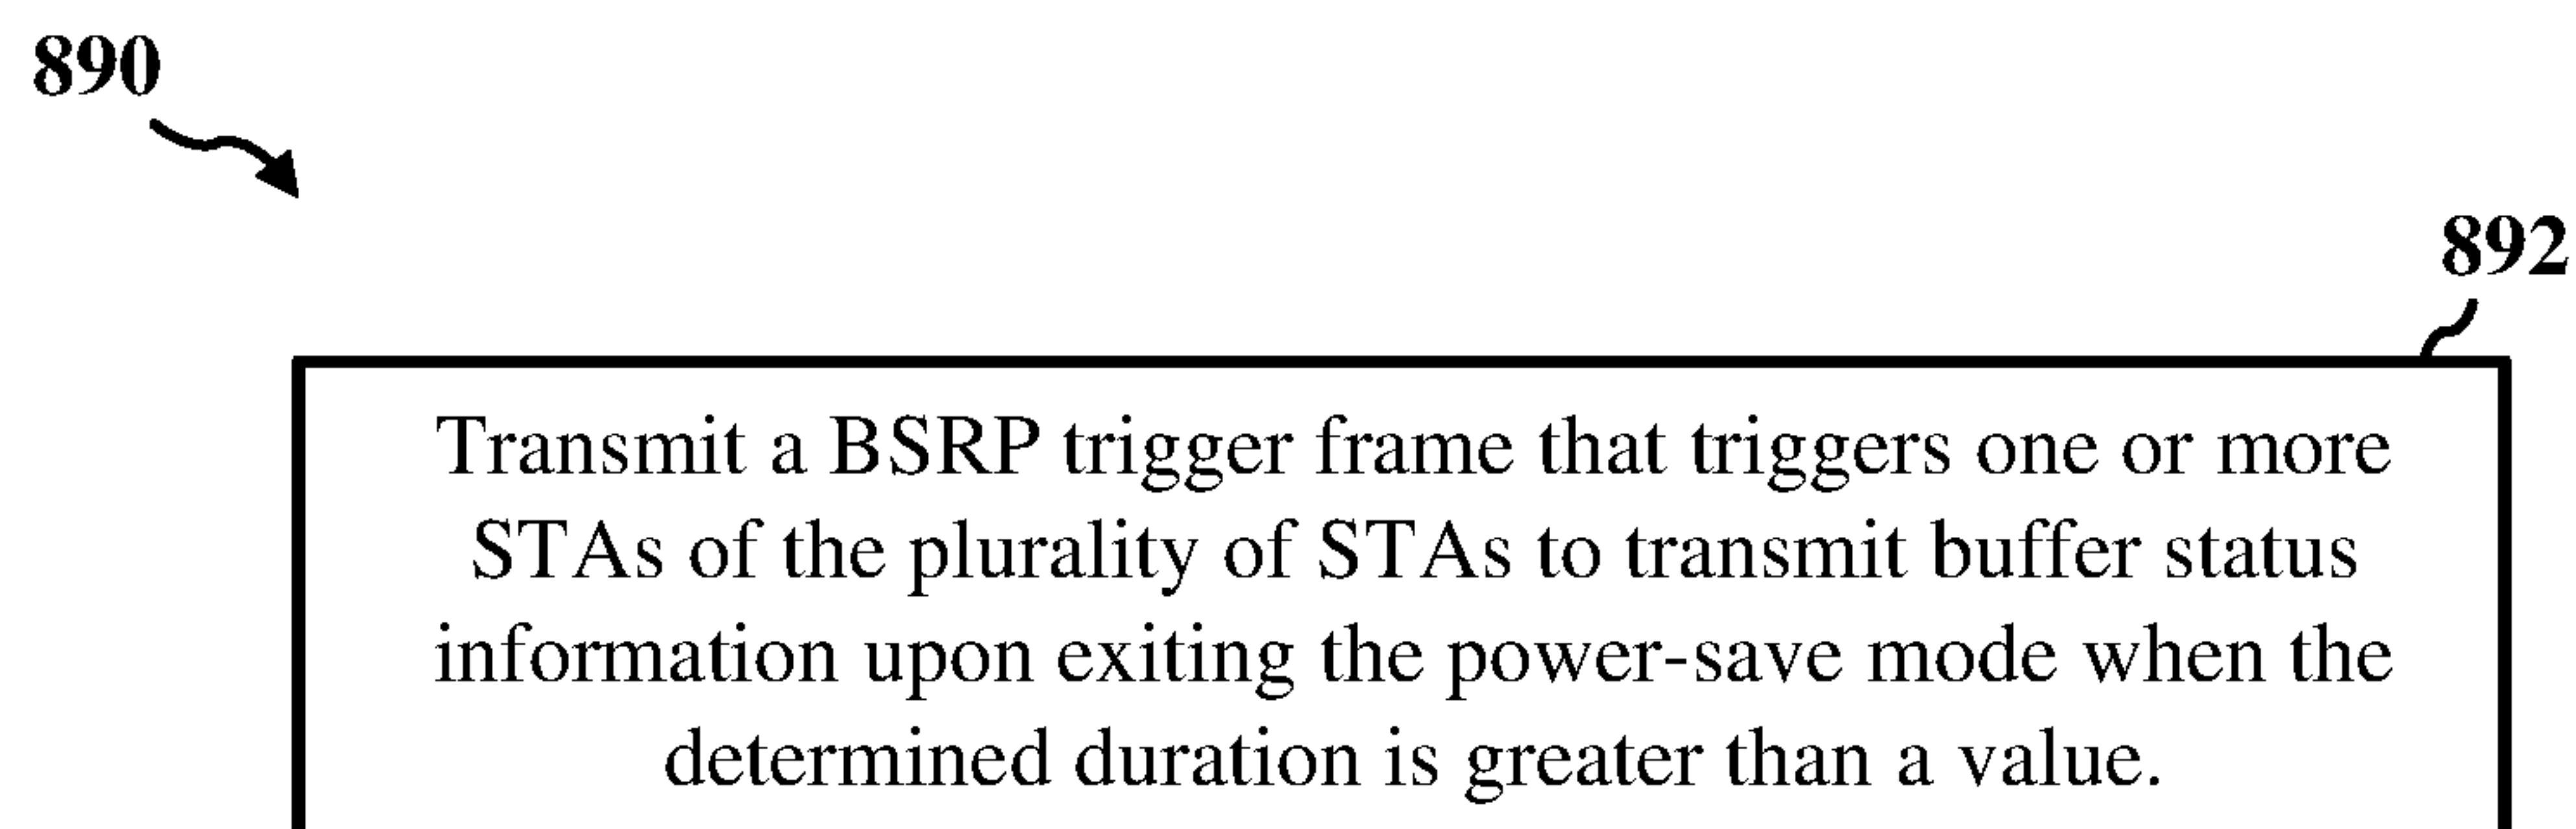 890
892
Transmit a BSRP trigger frame that triggers one or more
STAs of the plurality of STAs to transmit buffer status
information upon exiting the power-save mode when the
determined duration is greater than a value.